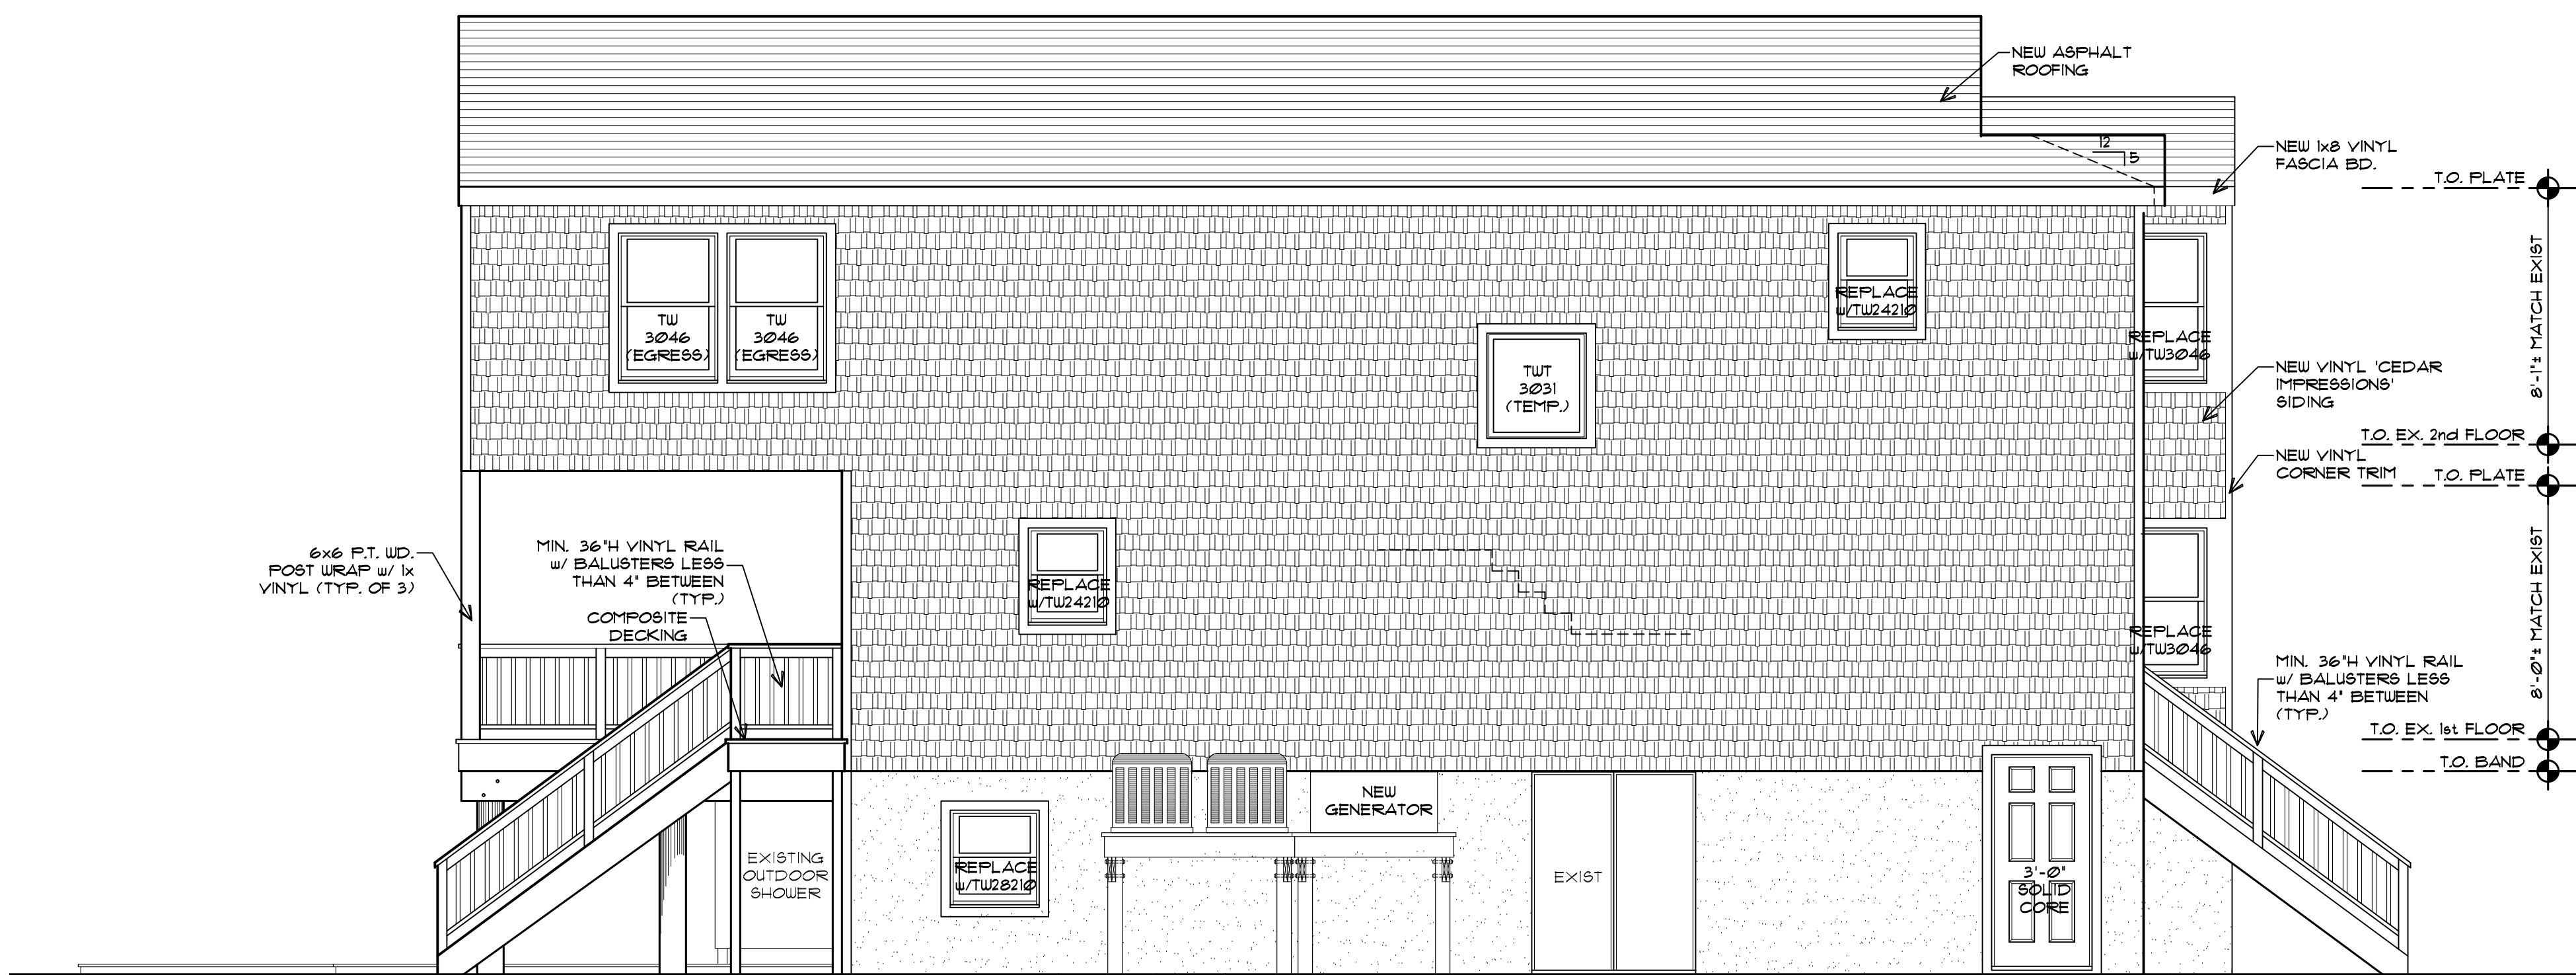 NEW ASPHALT
ROOFING
12
5
NEW 1x8 VINYL
FASCIA BD.
T.O. PLATE
TW
3046
(EGRESS)
TW
3046
(EGRESS)
REPLACE
w/TW24210
TWT
3031
(TEMP.)
REPLACE
w/TW3046
8'-1"± MATCH EXIST
NEW VINYL 'CEDAR
IMPRESSIONS'
SIDING
T.O. EX. 2nd FLOOR
NEW VINYL
CORNER TRIM
T.O. PLATE
6x6 P.T. WD.
POST WRAP w/ 1x
VINYL (TYP. OF 3)
MIN. 36"H VINYL RAIL
w/ BALUSTERS LESS
THAN 4" BETWEEN
(TYP.)
COMPOSITE
DECKING
REPLACE
w/TW24210
REPLACE
w/TW3046
8'-0"± MATCH EXIST
MIN. 36"H VINYL RAIL
w/ BALUSTERS LESS
THAN 4" BETWEEN
(TYP.)
T.O. EX. 1st FLOOR
T.O. BAND
NEW
GENERATOR
EXISTING
OUTDOOR
SHOWER
REPLACE
w/TW28210
EXIST
3'-0"
SOLID
CORE